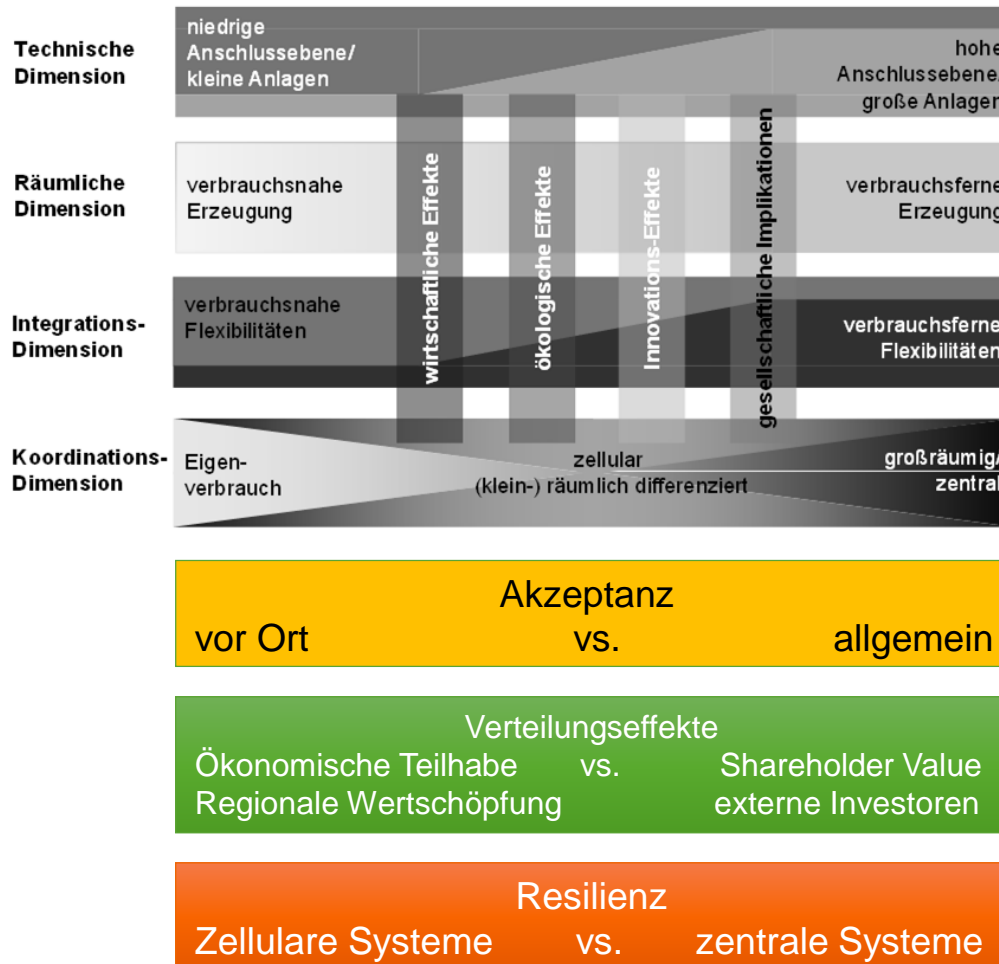 Technische
Dimension
niedrige
Anschlussebene/
kleine Anlagen
hohe
Anschlussebene/
große Anlagen
Räumliche
Dimension
verbrauchsnahe
Erzeugung
verbrauchsferne
Erzeugung
Integrations-
Dimension
verbrauchsnahe
Flexibilitäten
verbrauchsferne
Flexibilitäten
Koordinations-
Dimension
Eigen-
verbrauch
zellular
(klein-) räumlich differenziert
großräumig/
zentral
wirtschaftliche Effekte
ökologische Effekte
Innovations-Effekte
gesellschaftliche Implikationen
Akzeptanz
vor Ort vs. allgemein
Verteilungseffekte
Ökonomische Teilhabe vs. Shareholder Value
Regionale Wertschöpfung externe Investoren
Resilienz
Zellulare Systeme vs. zentrale Systeme